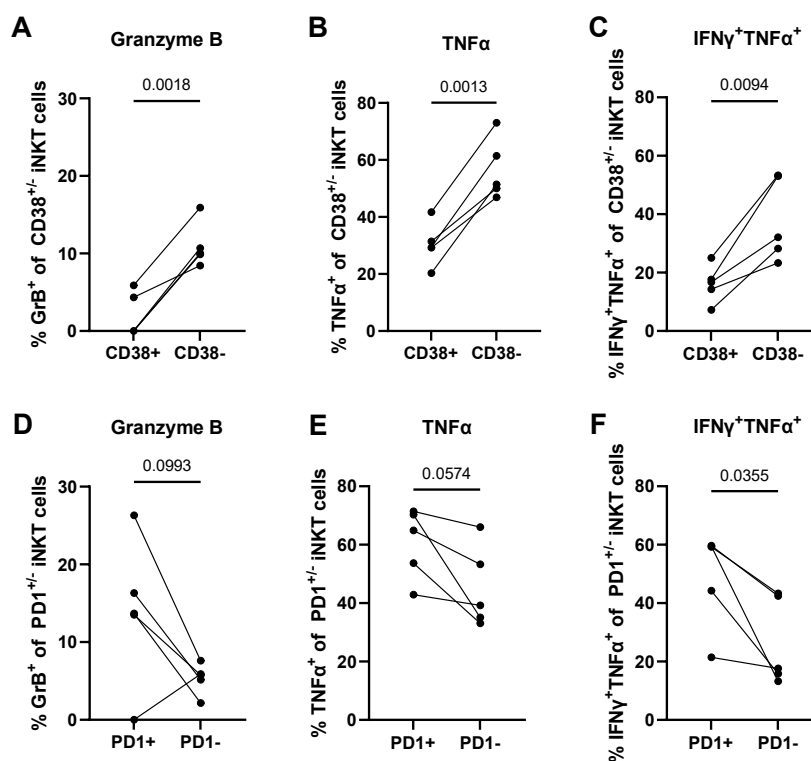 A
Granzyme B
0.0018
% GrB⁺ of CD38⁺/⁻ iNKT cells
30
20
10
0
CD38+ CD38-
B
TNFα
0.0013
% TNFα⁺ of CD38⁺/⁻ iNKT cells
80
60
40
20
0
CD38+ CD38-
C
IFNγ⁺TNFα⁺
0.0094
% IFNγ⁺TNFα⁺ of CD38⁺/⁻ iNKT cells
80
60
40
20
0
CD38+ CD38-
D
Granzyme B
0.0993
% GrB⁺ of PD1⁺/⁻ iNKT cells
30
20
10
0
PD1+ PD1-
E
TNFα
0.0574
% TNFα⁺ of PD1⁺/⁻ iNKT cells
80
60
40
20
0
PD1+ PD1-
F
IFNγ⁺TNFα⁺
0.0355
% IFNγ⁺TNFα⁺ of PD1⁺/⁻ iNKT cells
80
60
40
20
0
PD1+ PD1-